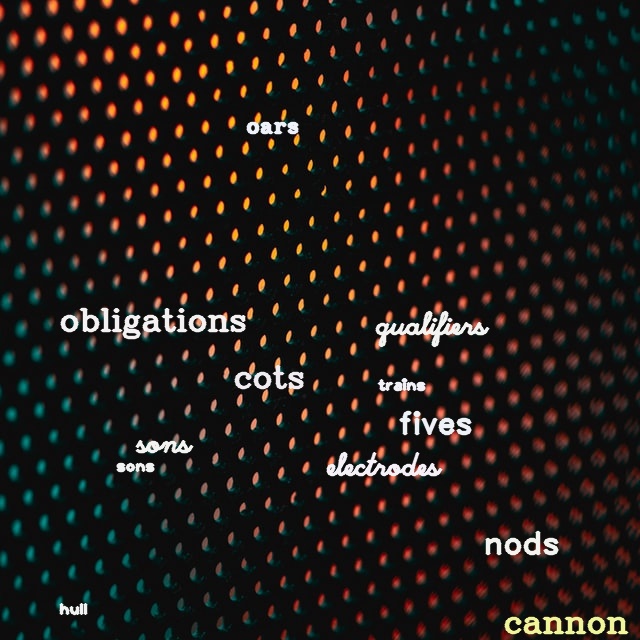 oars
obligations
qualifiers
cots
trains
fives
sons
sons
electrodes
nods
hull
cannon